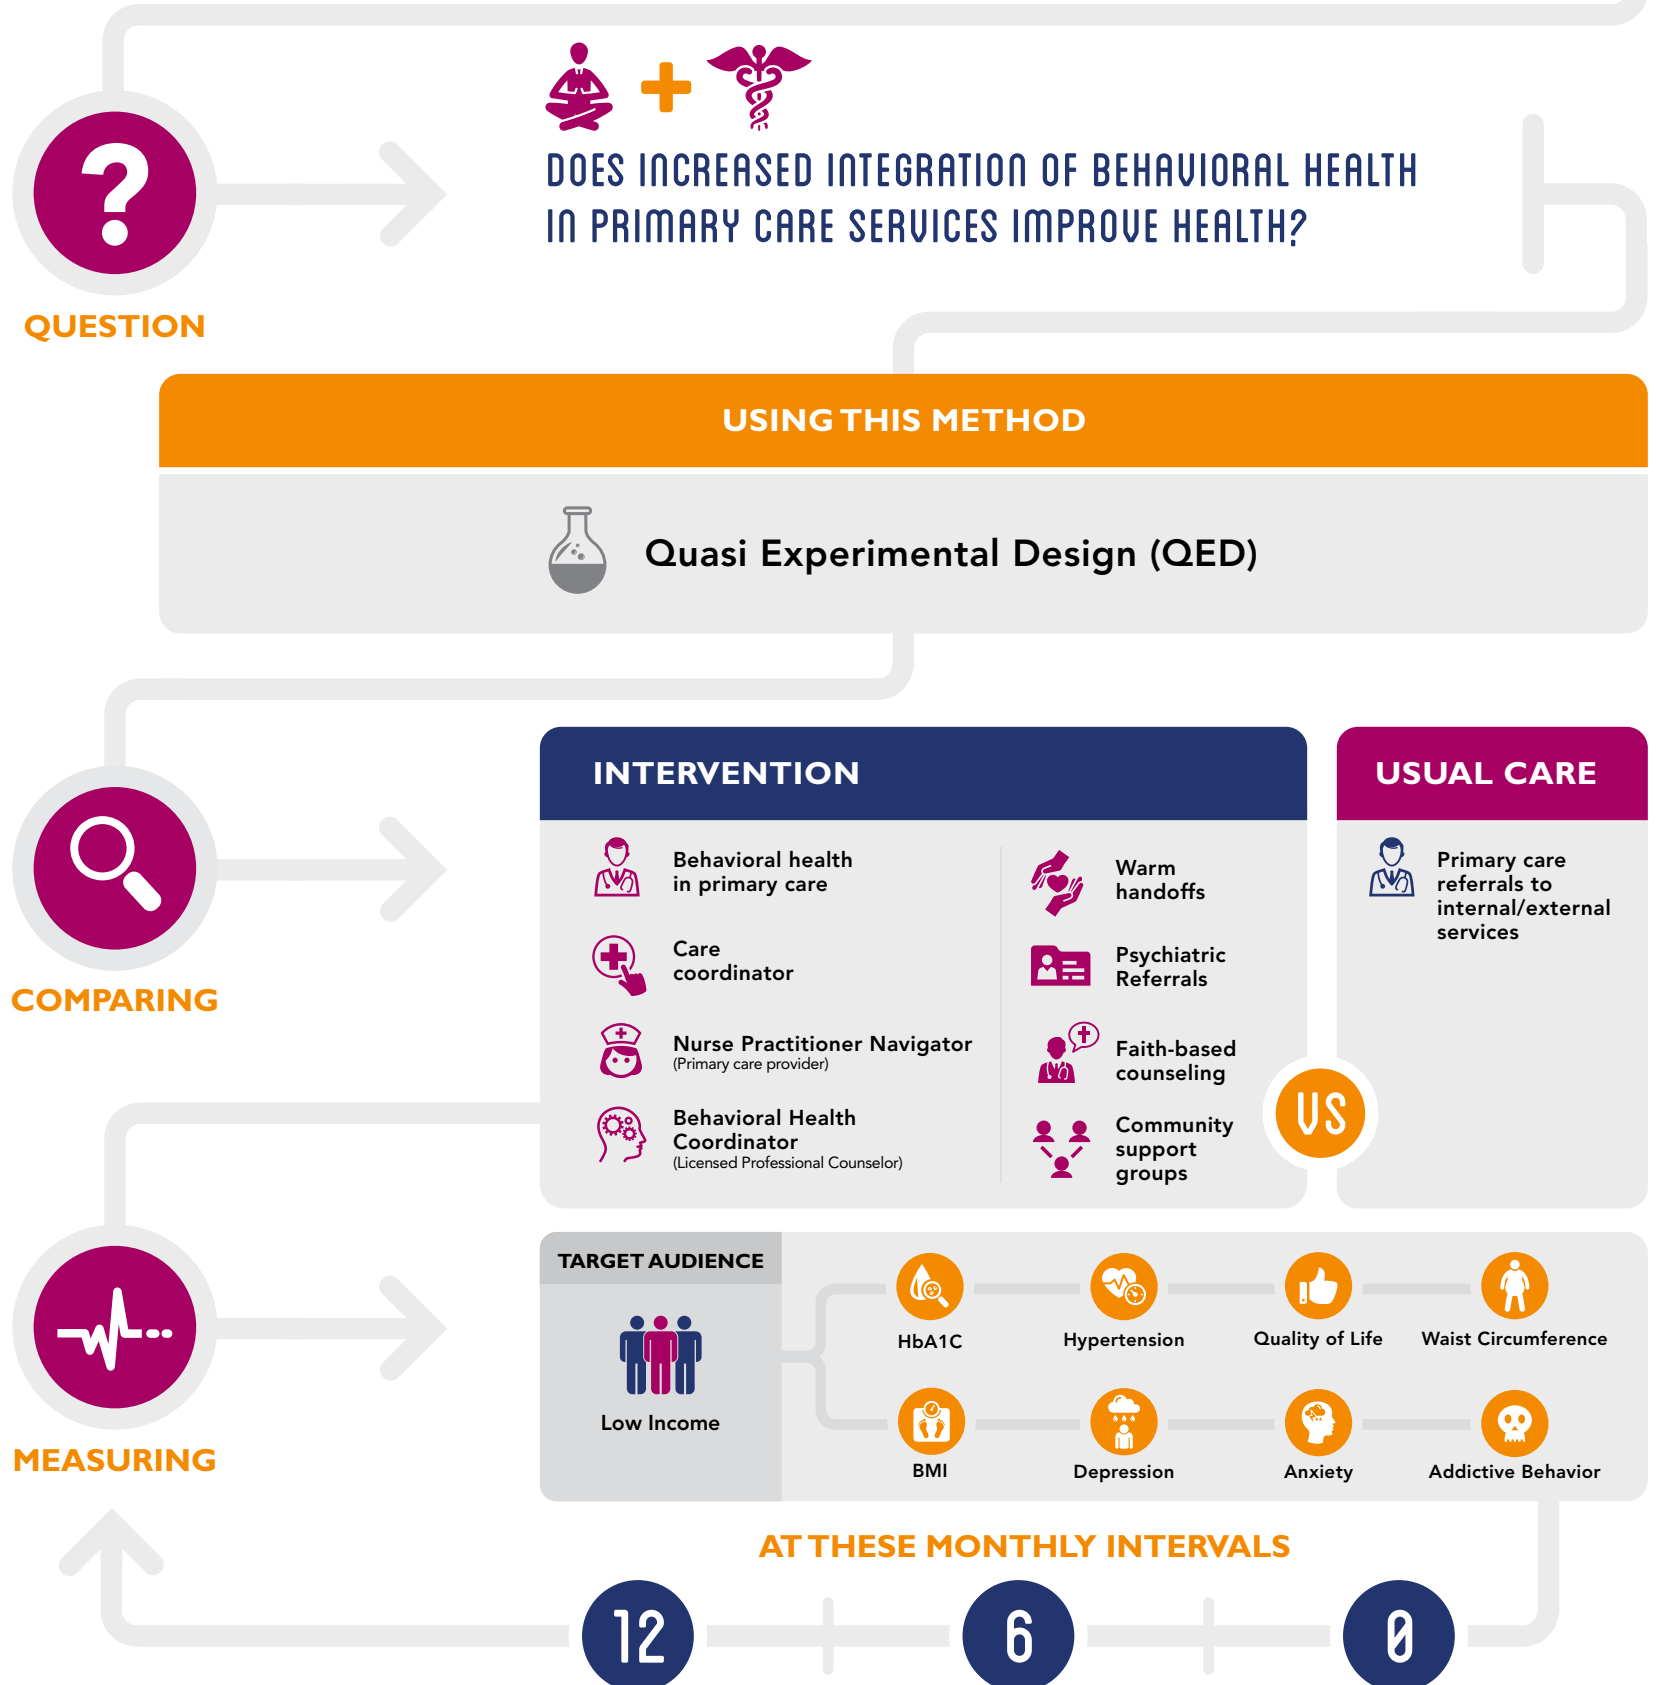 ?
DOES INCREASED INTEGRATION OF BEHAVIORAL HEALTH
IN PRIMARY CARE SERVICES IMPROVE HEALTH?
QUESTION
USING THIS METHOD
Quasi Experimental Design (QED)
COMPARING
INTERVENTION
Behavioral health
in primary care
Care
coordinator
Nurse Practitioner Navigator
(Primary care provider)
Behavioral Health
Coordinator
(Licensed Professional Counselor)
Warm
handoffs
Psychiatric
Referrals
Faith-based
counseling
Community
support
groups
VS
USUAL CARE
Primary care
referrals to
internal/external
services
MEASURING
TARGET AUDIENCE
Low Income
HbA1C
Hypertension
Quality of Life
Waist Circumference
BMI
Depression
Anxiety
Addictive Behavior
AT THESE MONTHLY INTERVALS
12
6
0